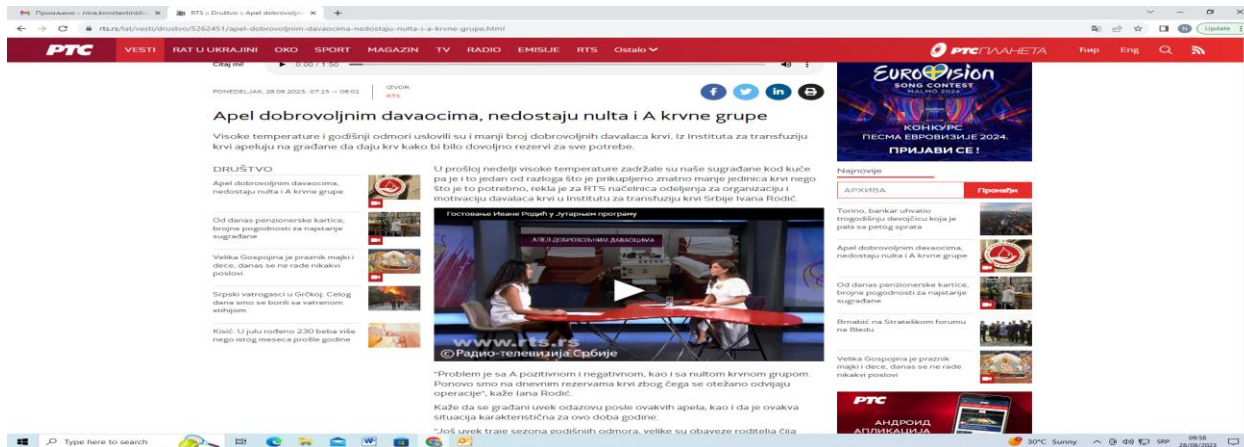 RTS :: Društvo :: Apel dobrovoljn
rts.rs/lat/vesti/drustvo/5262451/apel-dobrovoljnim-davaocima-nedostaju-nulta-i-a-krvne-grupe.html
Update
РТС VESTI RAT U UKRAJINI OKO SPORT MAGAZIN TV RADIO EMISIJE RTS Ostalo
РТС ПЛАНЕТА Ћир Eng
Čitaj mi!
0:00 / 1:50
PONEDELJAK, 28.08.2023, 07:15 -> 08:01
IZVOR:
RTS
Apel dobrovoljnim davaocima, nedostaju nulta i A krvne grupe
Visoke temperature i godišnji odmori uslovili su i manji broj dobrovoljnih davalaca krvi. Iz Instituta za transfuziju
krvi apeluju na građane da daju krv kako bi bilo dovoljno rezervi za sve potrebe.
DRUŠTVO
Apel dobrovoljnim davaocima,
nedostaju nulta i A krvne grupe
Od danas penzionerske kartice,
brojne pogodnosti za najstarije
sugrađane
Velika Gospojina je praznik majki i
dece, danas se ne rade nikakvi
poslovi
Srpski vatrogasci u Grčkoj: Celog
dana smo se borili sa vatrenom
stihijom
Kisić: U julu rođeno 230 beba više
nego istog meseca prošle godine
U prošloj nedelji visoke temperature zadržale su naše sugrađane kod kuće
pa je i to jedan od razloga što je prikupljeno znatno manje jedinica krvi nego
što je to potrebno, rekla je za RTS načelnica odeljenja za organizaciju i
motivaciju davalaca krvi u Institutu za transfuziju krvi Srbije Ivana Rodić.
Гостовање Иване Родић у Јутарњем програму
АПЕЛ ДОБРОВОЉНИМ ДАВАОЦИМА
www.rts.rs
©Радио-телевизија Србије
"Problem je sa A pozitivnom i negativnom, kao i sa nultom krvnom grupom.
Ponovo smo na dnevnim rezervama krvi zbog čega se otežano odvijaju
operacije", kaže Iana Rodić.
Kaže da se građani uvek odazovu posle ovakvih apela, kao i da je ovakva
situacija karakteristična za ovo doba godine.
"Još uvek traje sezona godišnjih odmora, velike su obaveze roditelja čija
EUROVISION
SONG CONTEST
MALMÖ 2024
КОНКУРС
ПЕСМА ЕВРОВИЗИЈЕ 2024.
ПРИЈАВИ СЕ !
Najnovije
АРХИВА
Пронађи
Torino, bankar uhvatio
trogodišnju devojčicu koja je
pala sa petog sprata
Apel dobrovoljnim davaocima,
nedostaju nulta i A krvne grupe
Od danas penzionerske kartice,
brojne pogodnosti za najstarije
sugrađane
Brnabić na Strateškom forumu
na Bledu
Velika Gospojina je praznik
majki i dece, danas se ne rade
nikakvi poslovi
РТС
АНДРОИД
АПЛИКАЦИЈА
Type here to search
30°C Sunny
SRP
09:58
28/08/2023